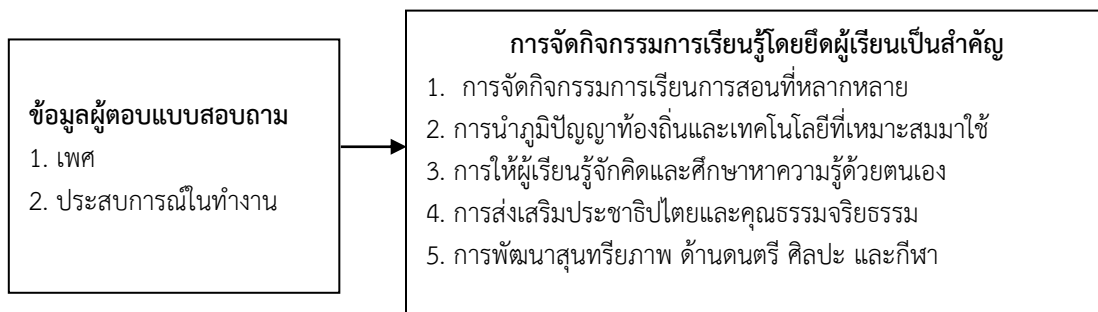 ข้อมูลผู้ตอบแบบสอบถาม
1. เพศ
2. ประสบการณ์ในทำงาน
การจัดกิจกรรมการเรียนรู้โดยยึดผู้เรียนเป็นสำคัญ
1. การจัดกิจกรรมการเรียนการสอนที่หลากหลาย
2. การนำภูมิปัญญาท้องถิ่นและเทคโนโลยีที่เหมาะสมมาใช้
3. การให้ผู้เรียนรู้จักคิดและศึกษาหาความรู้ด้วยตนเอง
4. การส่งเสริมประชาธิปไตยและคุณธรรมจริยธรรม
5. การพัฒนาสุนทรียภาพ ด้านดนตรี ศิลปะ และกีฬา